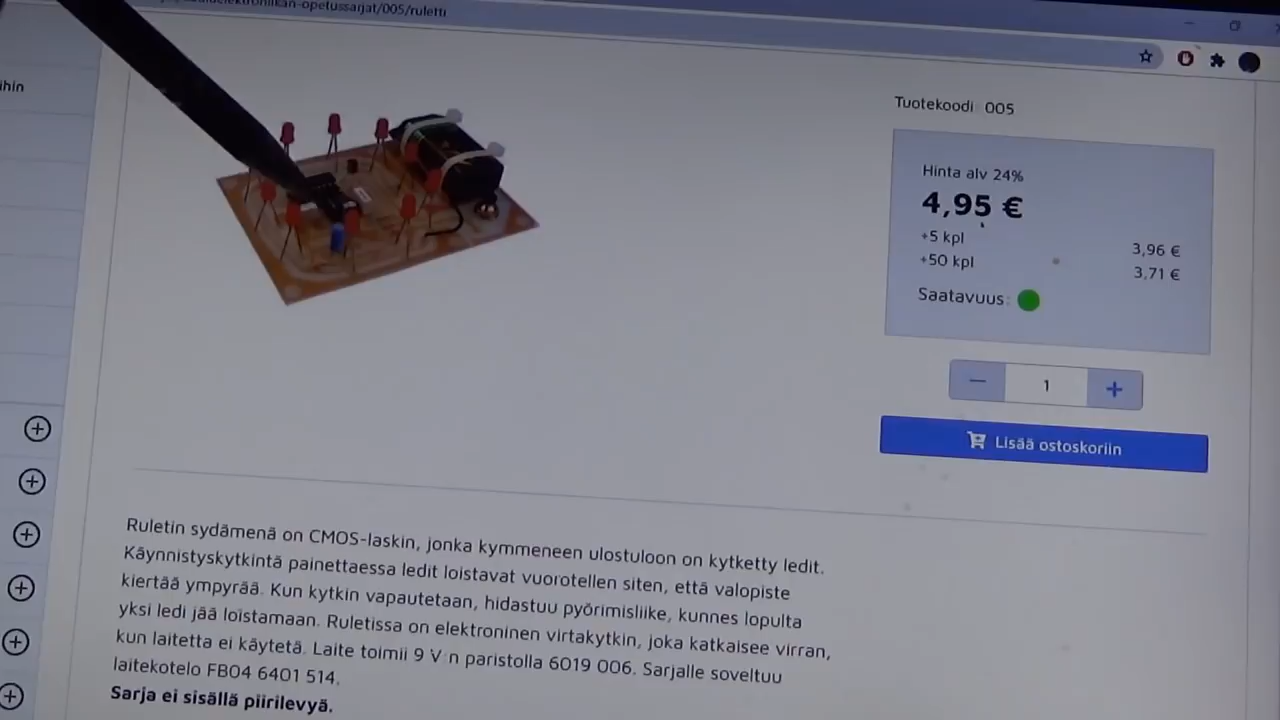 -opetussarjat/005/ruletti
ihin
Tuotekoodi 005
Hinta alv 24%
4,95 €
+5 kpl 3,96 €
+50 kpl 3,71 €
Saatavuus:
1
Lisää ostoskoriin
Ruletin sydämenä on CMOS-laskin, jonka kymmeneen ulostuloon on kytketty ledit.
Käynnistyskytkintä painettaessa ledit loistavat vuorotellen siten, että valopiste
kiertää ympyrää. Kun kytkin vapautetaan, hidastuu pyörimisliike, kunnes lopulta
yksi ledi jää loistamaan. Ruletissa on elektroninen virtakytkin, joka katkaisee virran,
kun laitetta ei käytetä. Laite toimii 9 V:n paristolla 6019 006. Sarjalle soveltuu
laitekotelo FB04 6401 514.
Sarja ei sisällä piirilevyä.